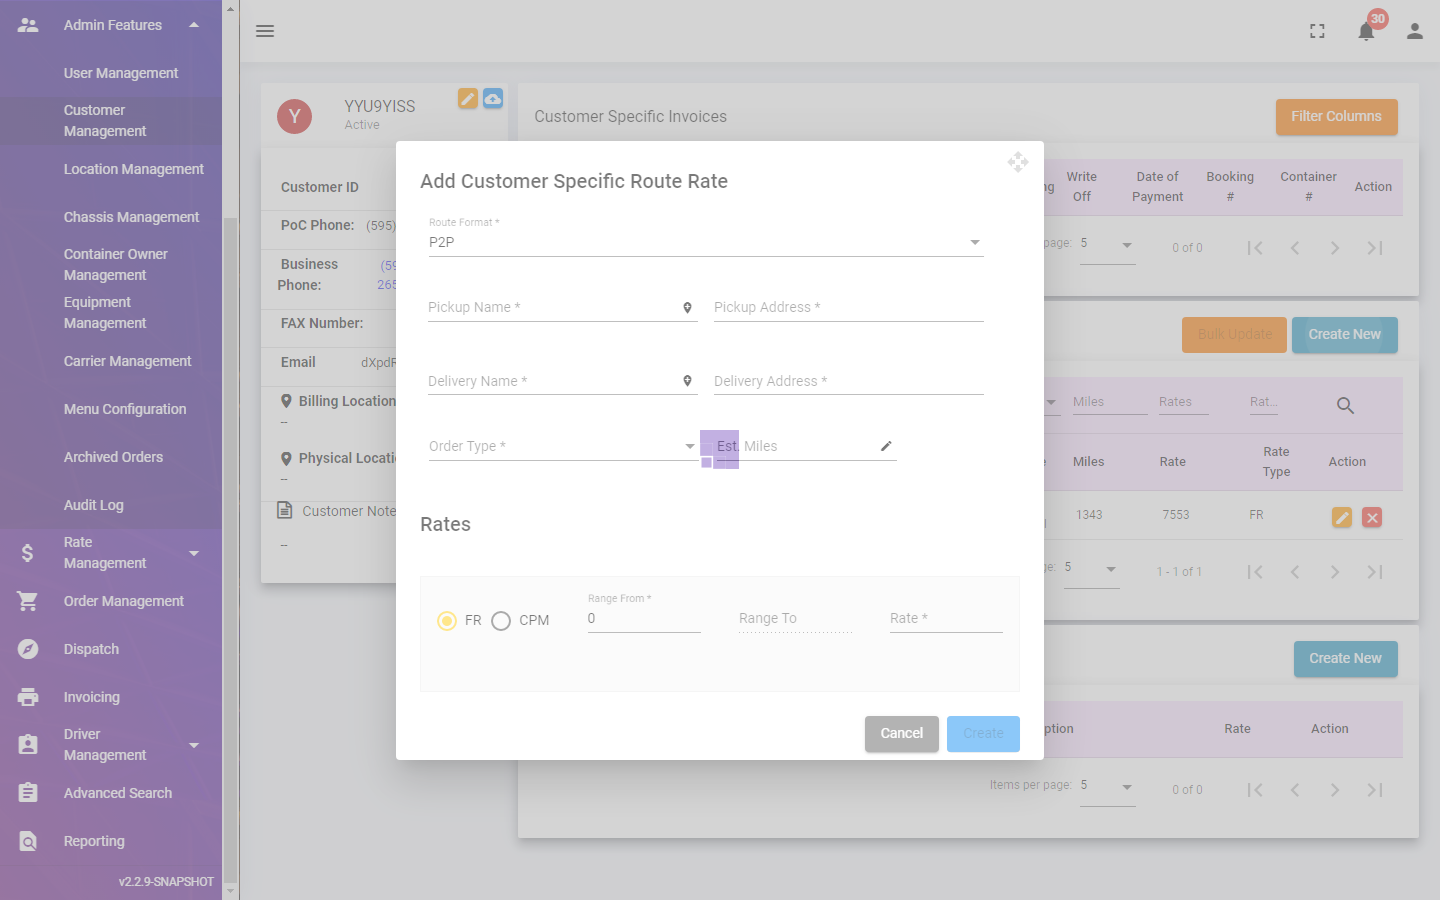 Admin Features
User Management
Customer
Management
Location Management
Chassis Management
Container Owner
Management
Equipment
Management
Carrier Management
Menu Configuration
Archived Orders
Audit Log
Rate
Management
Order Management
Dispatch
Invoicing
Driver
Management
Advanced Search
Reporting
v2.2.9-SNAPSHOT
30
Y
YYU9YISS
Active
Customer ID
PoC Phone: (595)
Business
Phone:
FAX Number:
Email
Billing Location
--
Physical
--
Customer Note
--
Customer Specific Invoices
Filter Columns
Write
Off
Date of
Payment
Booking
#
Container
#
Action
page: 5
0 of 0
Bulk Update
Create New
Miles
Rates
Rat...
Miles
Rate
Rate
Type
Action
1343
7553
FR
5
1 - 1 of 1
Create New
Rate
Action
Items per page: 5
0 of 0
Add Customer Specific Route Rate
Route Format *
P2P
Pickup Name *
Pickup Address *
Delivery Name *
Delivery Address *
Order Type *
Est. Miles
Rates
FR
CPM
Range From *
0
Range To
Rate *
Cancel
Create